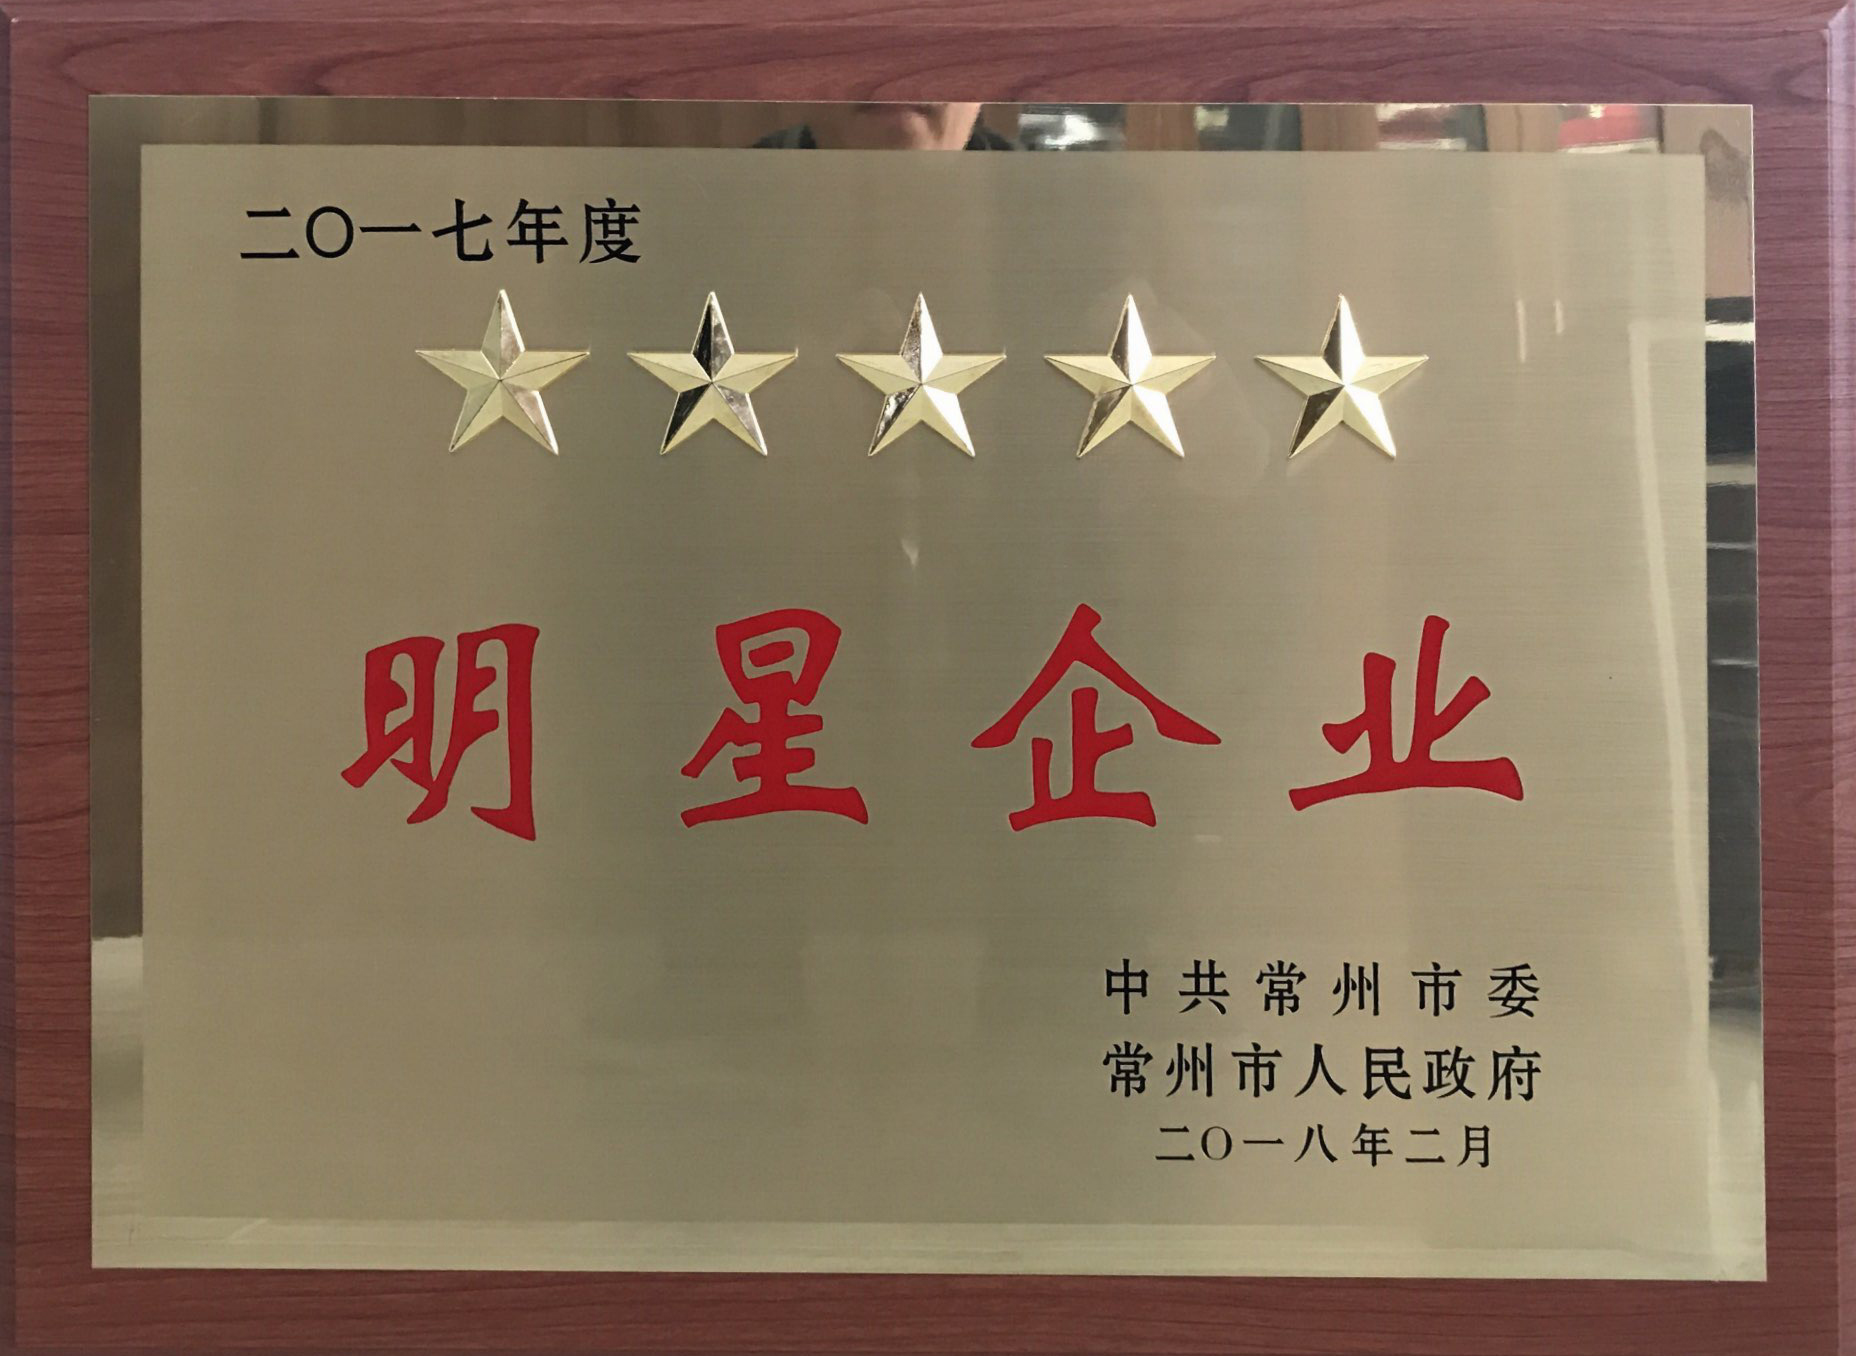 二〇一七年度
明星企业
中共常州市委
常州市人民政府
二〇一八年二月